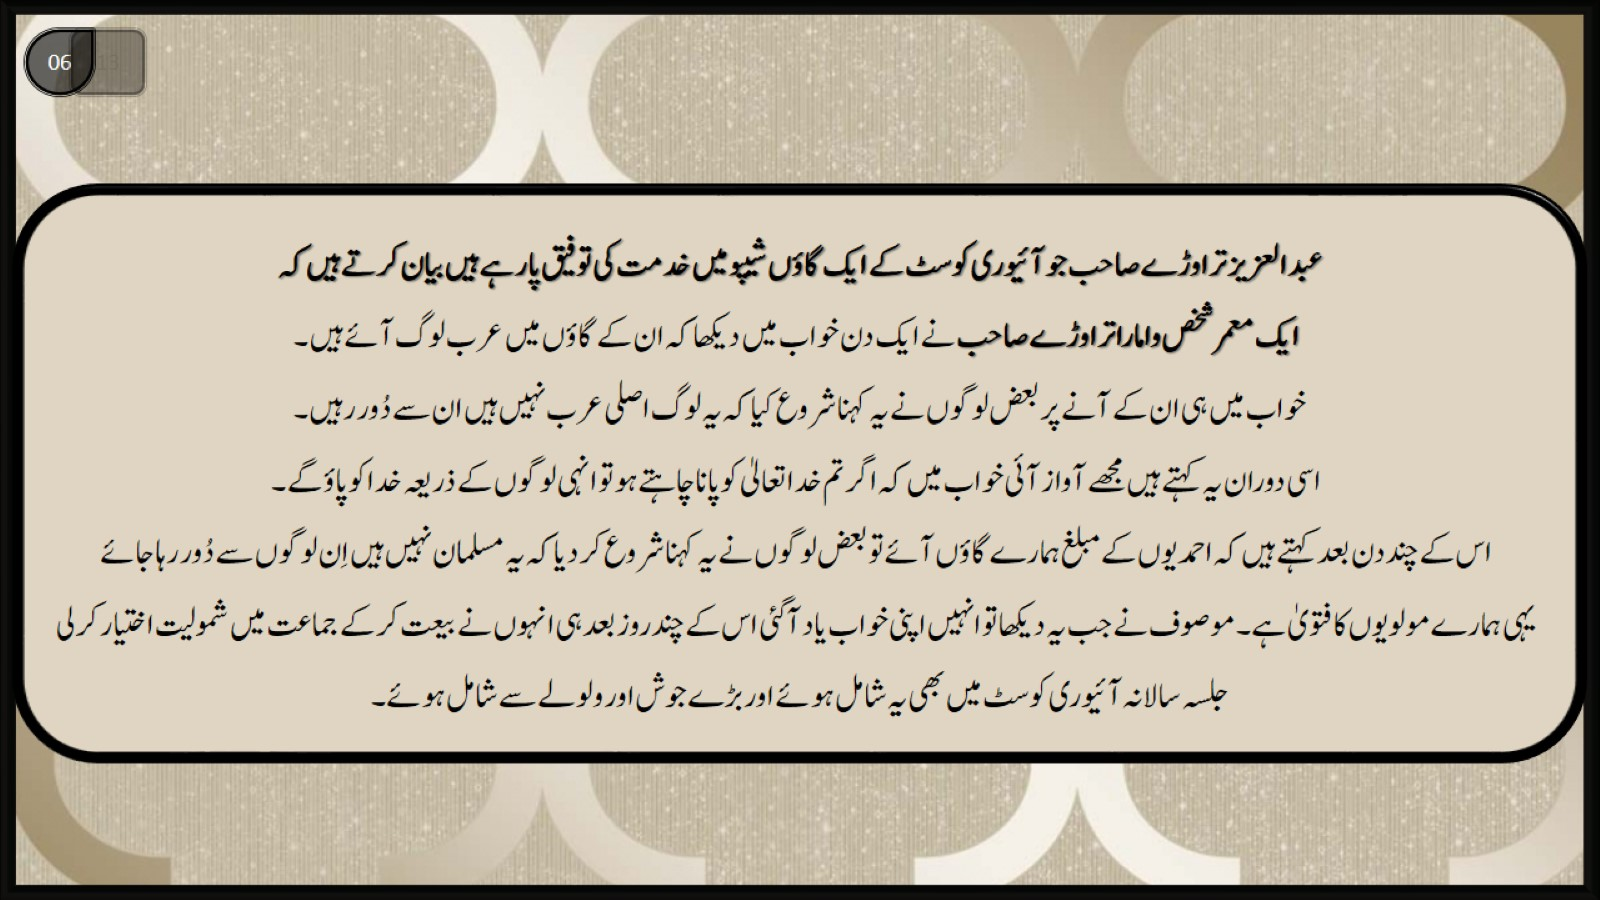 06
عبدالعزیز تراوڑے صاحب جو آئیوری کوسٹ کے ایک گاؤں شیپو میں خدمت کی توفیق پا رہے ہیں بیان کرتے ہیں کہ
ایک معمر شخص وامارا تراوڑے صاحب نے ایک دن خواب میں دیکھا کہ ان کے گاؤں میں عرب لوگ آئے ہیں۔
خواب میں ہی ان کے آنے پر بعض لوگوں نے یہ کہنا شروع کیا کہ یہ لوگ اصلی عرب نہیں ہیں ان سے دُور رہیں۔
اسی دوران یہ کہتے ہیں مجھے آواز آئی خواب میں کہ اگر تم خدا تعالیٰ کو پانا چاہتے ہو تو انہی لوگوں کے ذریعہ خدا کو پاؤ گے۔
اس کے چند دن بعد کہتے ہیں کہ احمدیوں کے مبلغ ہمارے گاؤں آئے تو بعض لوگوں نے یہ کہنا شروع کر دیا کہ یہ مسلمان نہیں ہیں اِن لوگوں سے دُور رہا جائے
یہی ہمارے مولویوں کا فتویٰ ہے۔ موصوف نے جب یہ دیکھا تو انہیں اپنی خواب یاد آ گئی اس کے چند روز بعد ہی انہوں نے بیعت کر کے جماعت میں شمولیت اختیار کر لی
جلسہ سالانہ آئیوری کوسٹ میں بھی یہ شامل ہوئے اور بڑے جوش اور ولولے سے شامل ہوئے۔